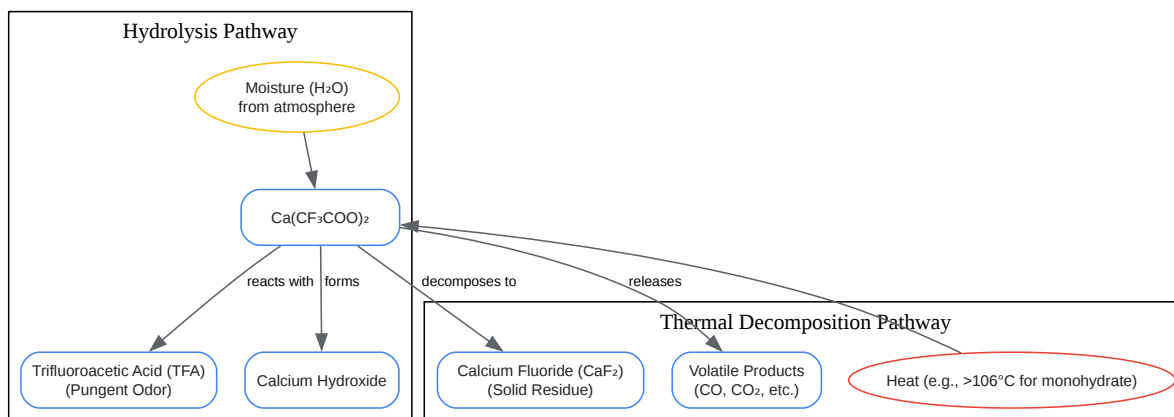 Hydrolysis Pathway
Moisture (H₂O)
from atmosphere
Ca(CF₃COO)₂
reacts with
forms
decomposes to
releases
Thermal Decomposition Pathway
Trifluoroacetic Acid (TFA)
(Pungent Odor)
Calcium Hydroxide
Calcium Fluoride (CaF₂)
(Solid Residue)
Volatile Products
(CO, CO₂, etc.)
Heat (e.g., >106°C for monohydrate)